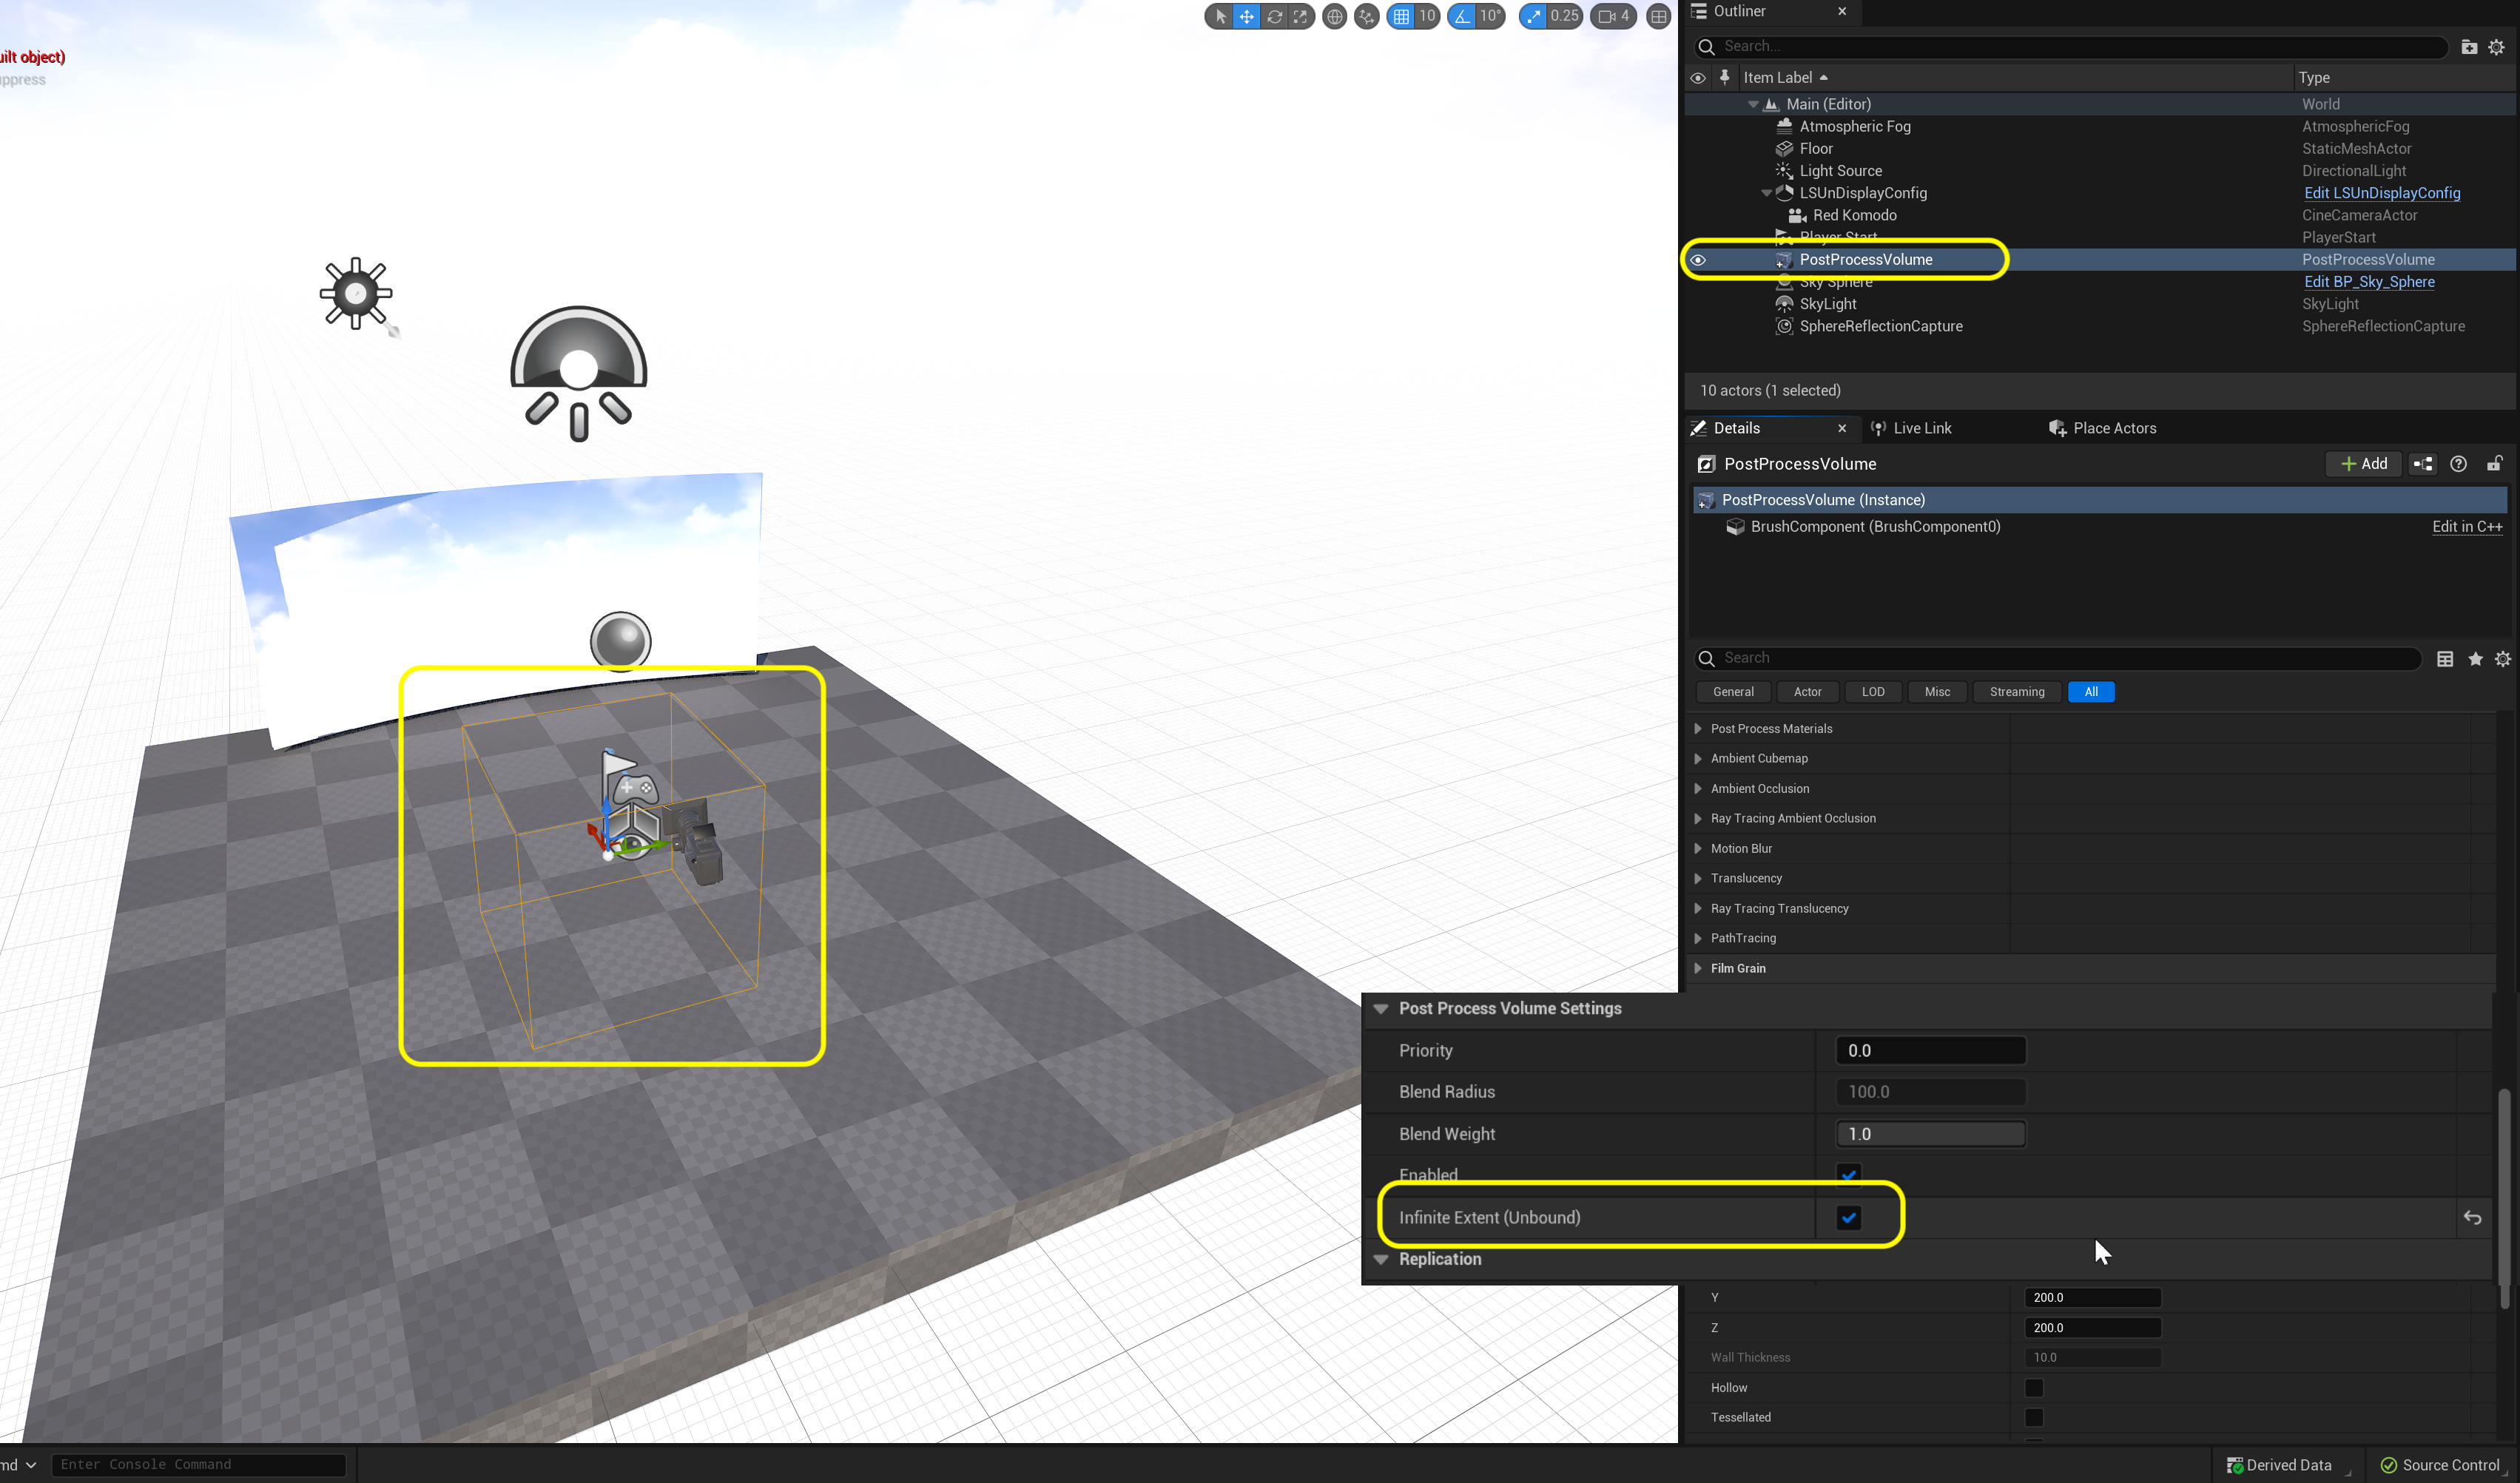 10
10°
0.25
4
uilt object)
ppress
Outliner
Search...
Item Label
Type
Main (Editor)
World
Atmospheric Fog
AtmosphericFog
Floor
StaticMeshActor
Light Source
DirectionalLight
LSUnDisplayConfig
Edit LSUnDisplayConfig
Red Komodo
CineCameraActor
Player Start
PlayerStart
PostProcessVolume
PostProcessVolume
Sky Sphere
Edit BP_Sky_Sphere
SkyLight
SkyLight
SphereReflectionCapture
SphereReflectionCapture
10 actors (1 selected)
Details
Live Link
Place Actors
PostProcessVolume
Add
PostProcessVolume (Instance)
BrushComponent (BrushComponent0)
Edit in C++
Search
General
Actor
LOD
Misc
Streaming
All
Post Process Materials
Ambient Cubemap
Ambient Occlusion
Ray Tracing Ambient Occlusion
Motion Blur
Translucency
Ray Tracing Translucency
PathTracing
Film Grain
Post Process Volume Settings
Priority
0.0
Blend Radius
100.0
Blend Weight
1.0
Enabled
Infinite Extent (Unbound)
Replication
Y
200.0
Z
200.0
Wall Thickness
10.0
Hollow
Tessellated
md
Enter Console Command
Derived Data
Source Control